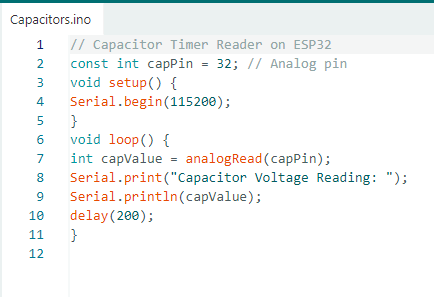 Capacitors.ino
1 // Capacitor Timer Reader on ESP32
2 const int capPin = 32; // Analog pin
3 void setup() {
4 Serial.begin(115200);
5 }
6 void loop() {
7 int capValue = analogRead(capPin);
8 Serial.print("Capacitor Voltage Reading: ");
9 Serial.println(capValue);
10 delay(200);
11 }
12